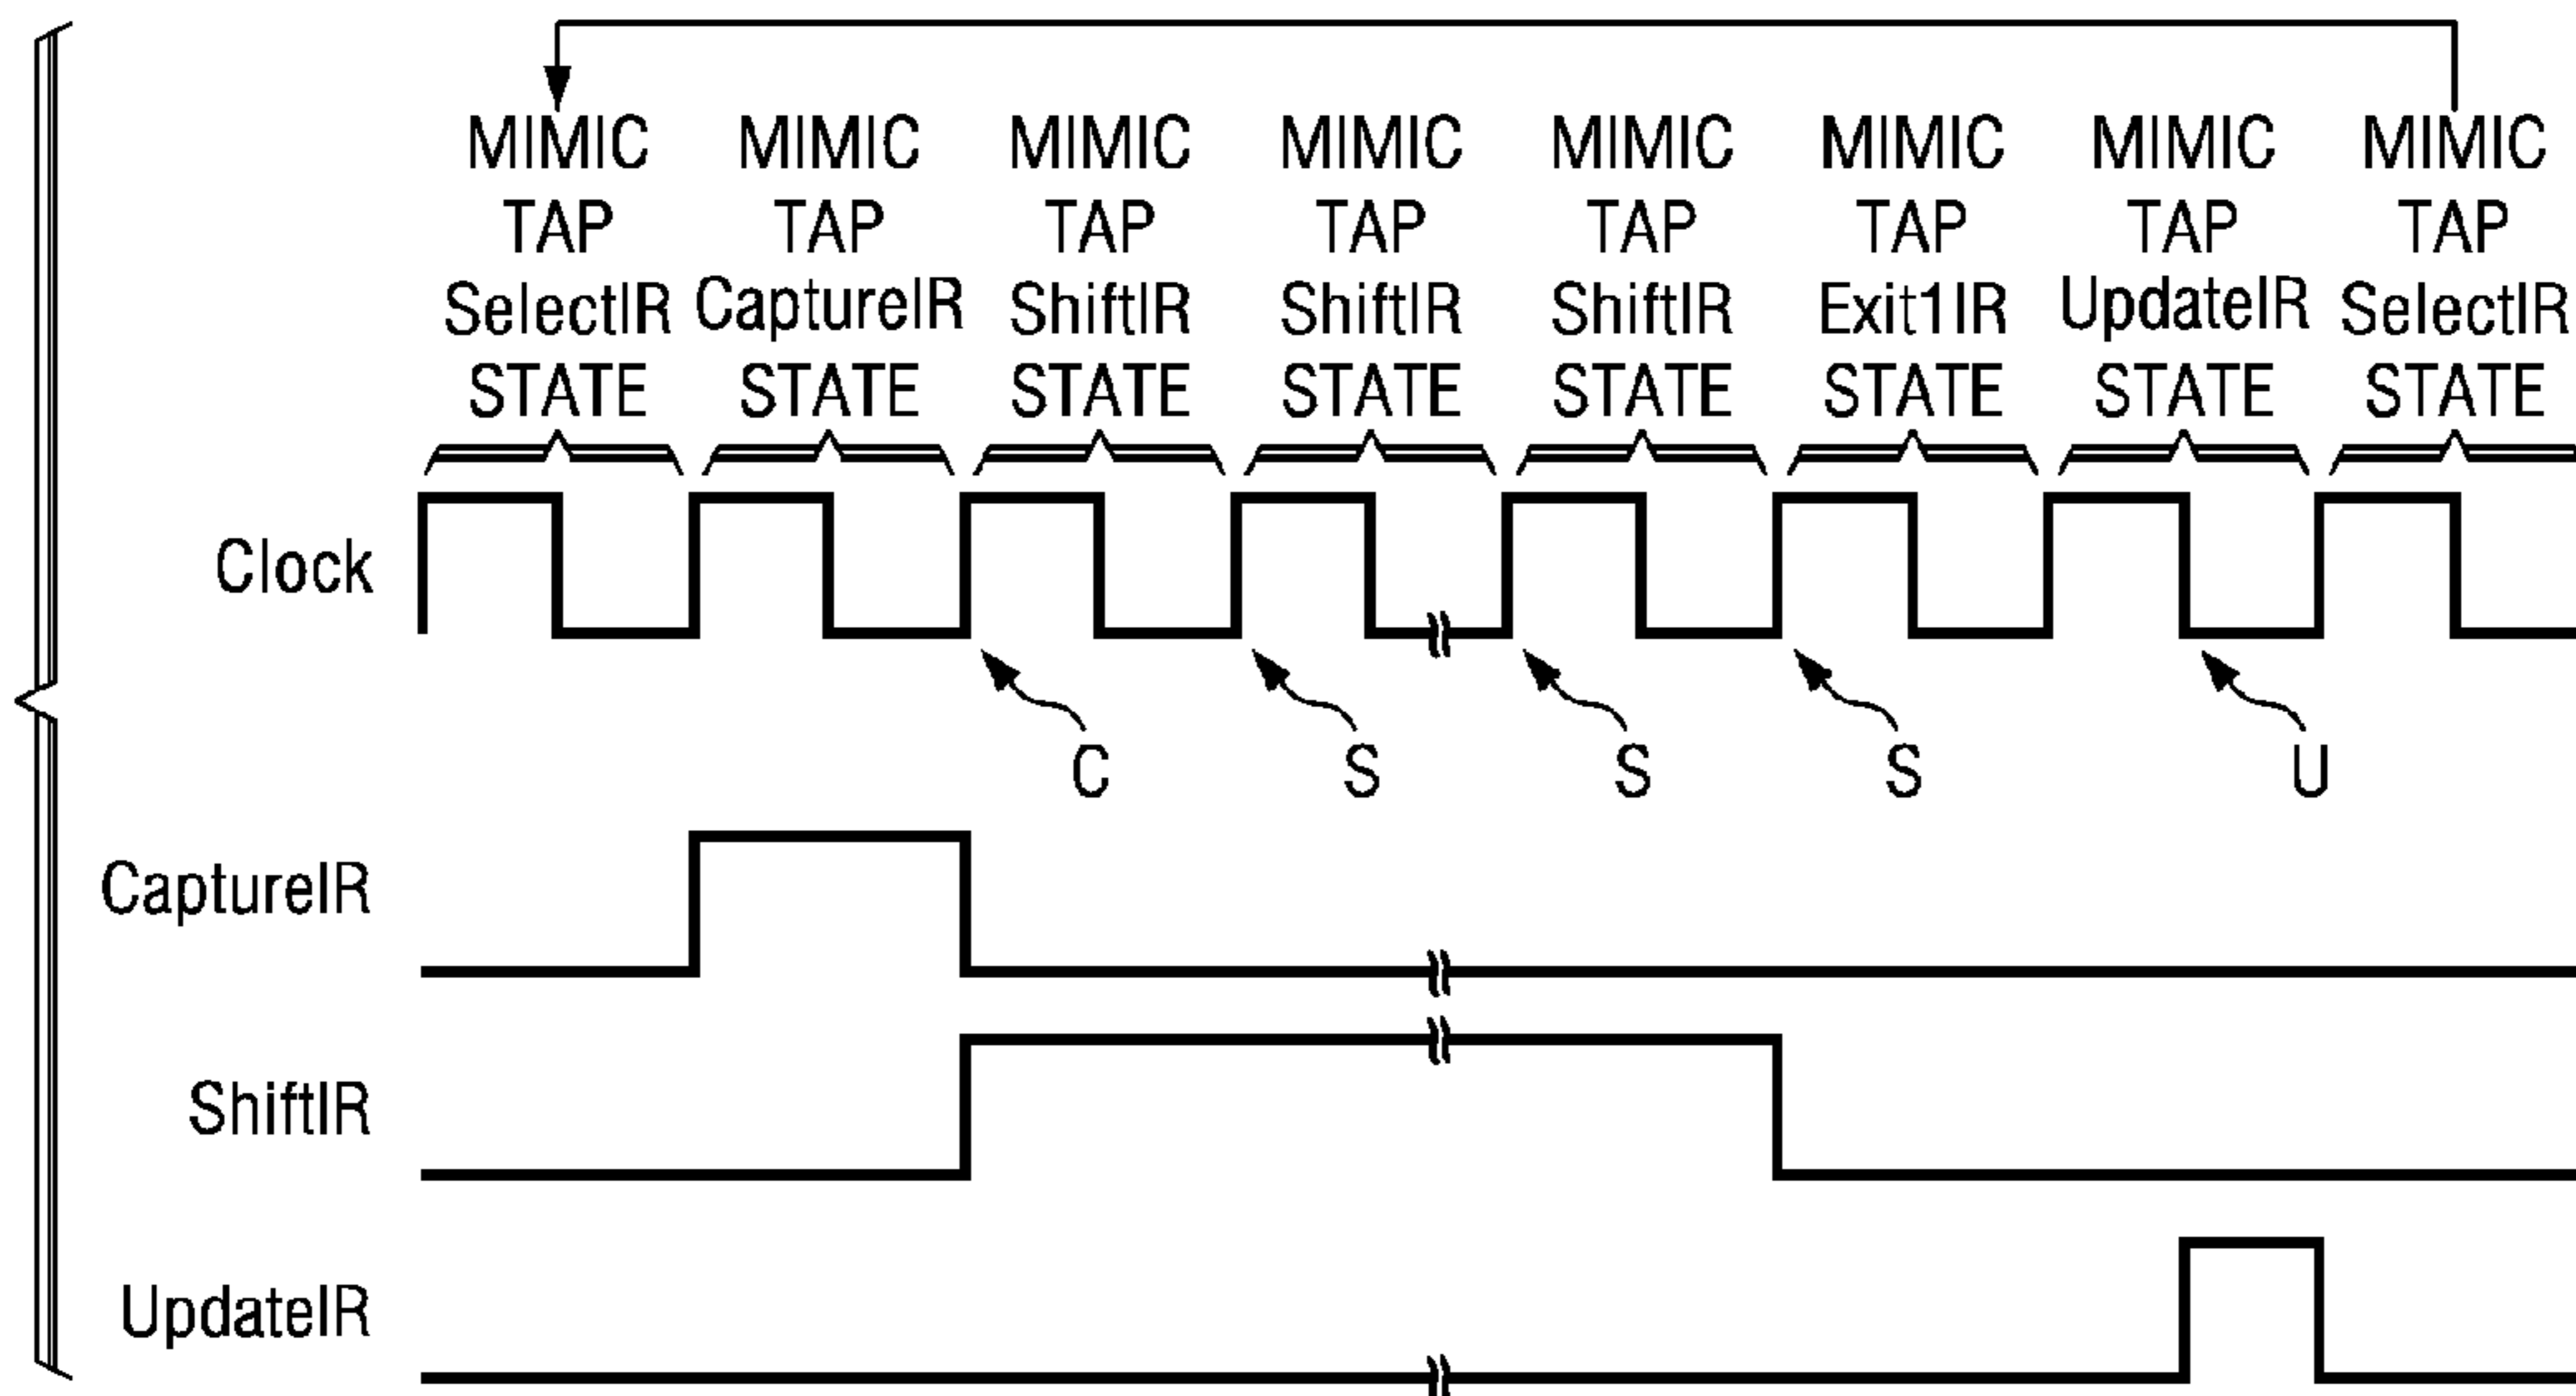 MIMIC MIMIC MIMIC MIMIC MIMIC MIMIC MIMIC MIMIC
TAP TAP TAP TAP TAP TAP TAP TAP
SelectIR CaptureIR ShiftIR ShiftIR ShiftIR Exit1IR UpdateIR SelectIR
STATE STATE STATE STATE STATE STATE STATE STATE
Clock
C S S S U
CaptureIR
ShiftIR
UpdateIR